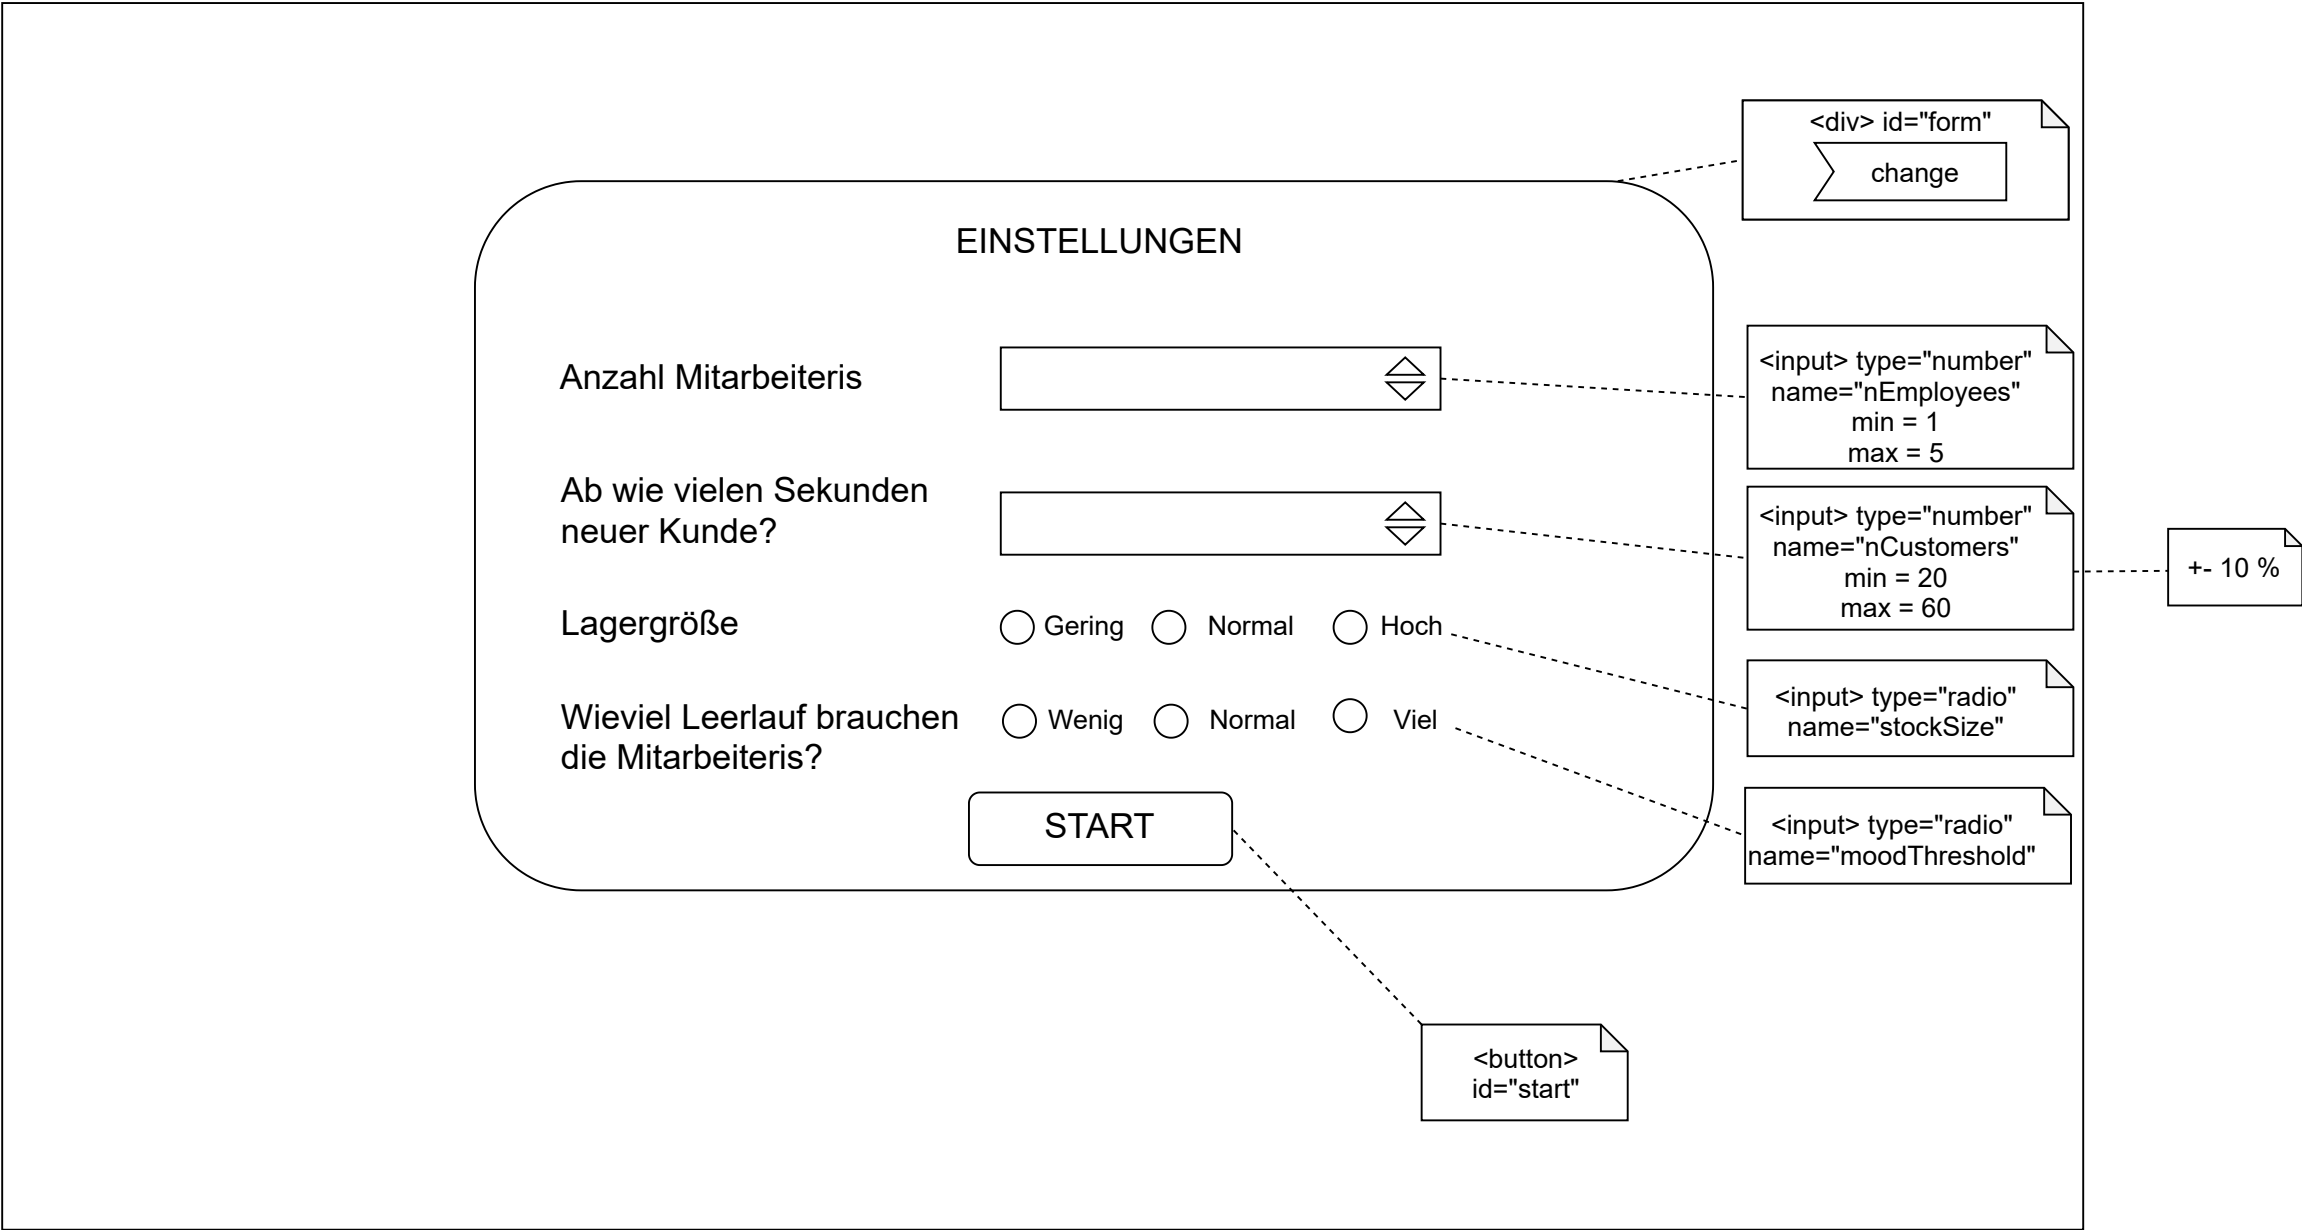 <div> id="form"
change
EINSTELLUNGEN
Anzahl Mitarbeiteris
<input> type="number"
name="nEmployees"
min = 1
max = 5
Ab wie vielen Sekunden
neuer Kunde?
<input> type="number"
name="nCustomers"
min = 20
max = 60
+- 10 %
Lagergröße
Gering
Normal
Hoch
<input> type="radio"
name="stockSize"
Wieviel Leerlauf brauchen
die Mitarbeiteris?
Wenig
Normal
Viel
<input> type="radio"
name="moodThreshold"
START
<button>
id="start"